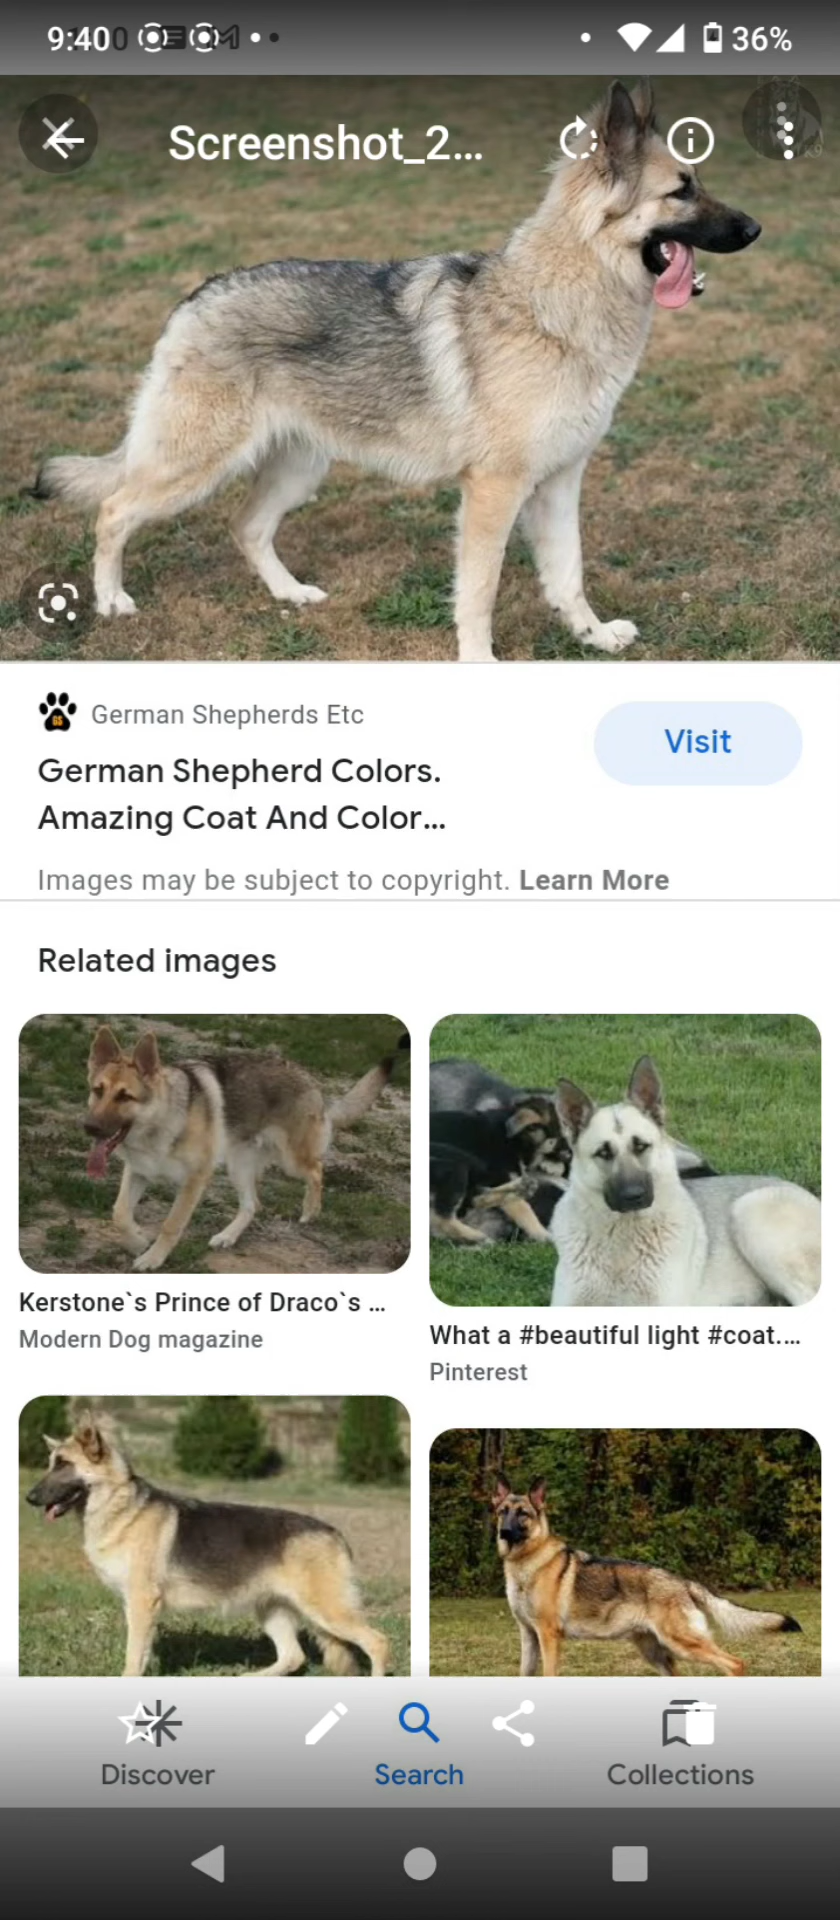 9:40
36%
Screenshot_2...
German Shepherds Etc
Visit
German Shepherd Colors.
Amazing Coat And Color...
Images may be subject to copyright. Learn More
Related images
Kerstone`s Prince of Draco`s ...
Modern Dog magazine
What a #beautiful light #coat....
Pinterest
Discover
Search
Collections